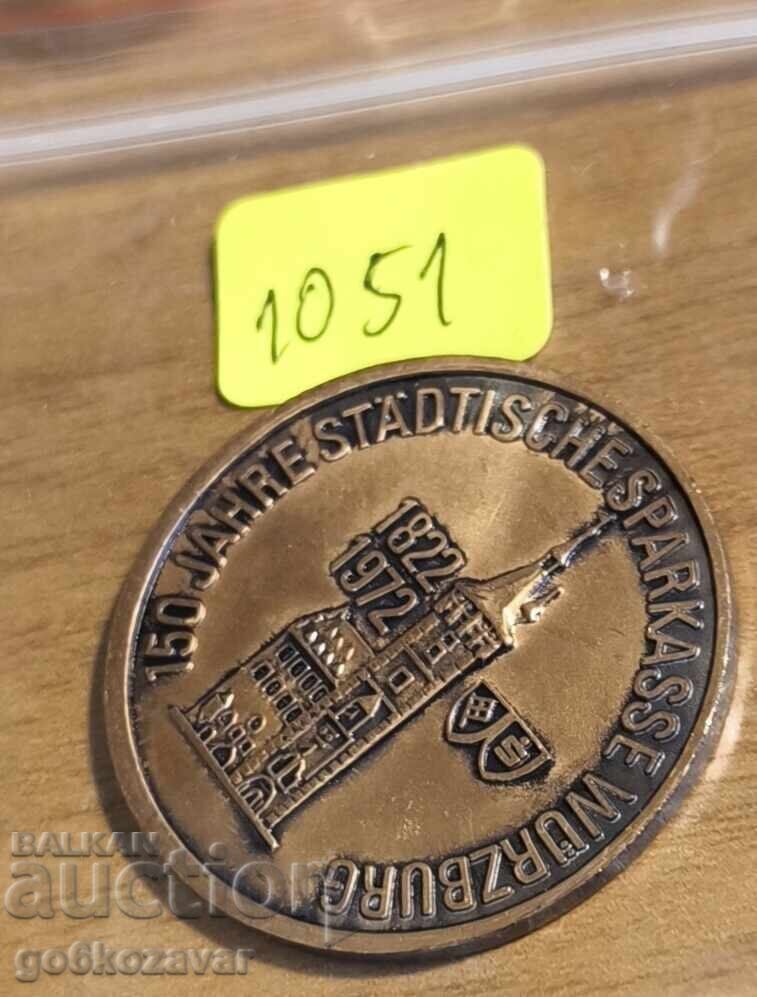 1051
150 JAHRE STÄDTISCHE SPARKASSE WÜRZBURG
1822
1972
BALKAN
auction
go6kozavar